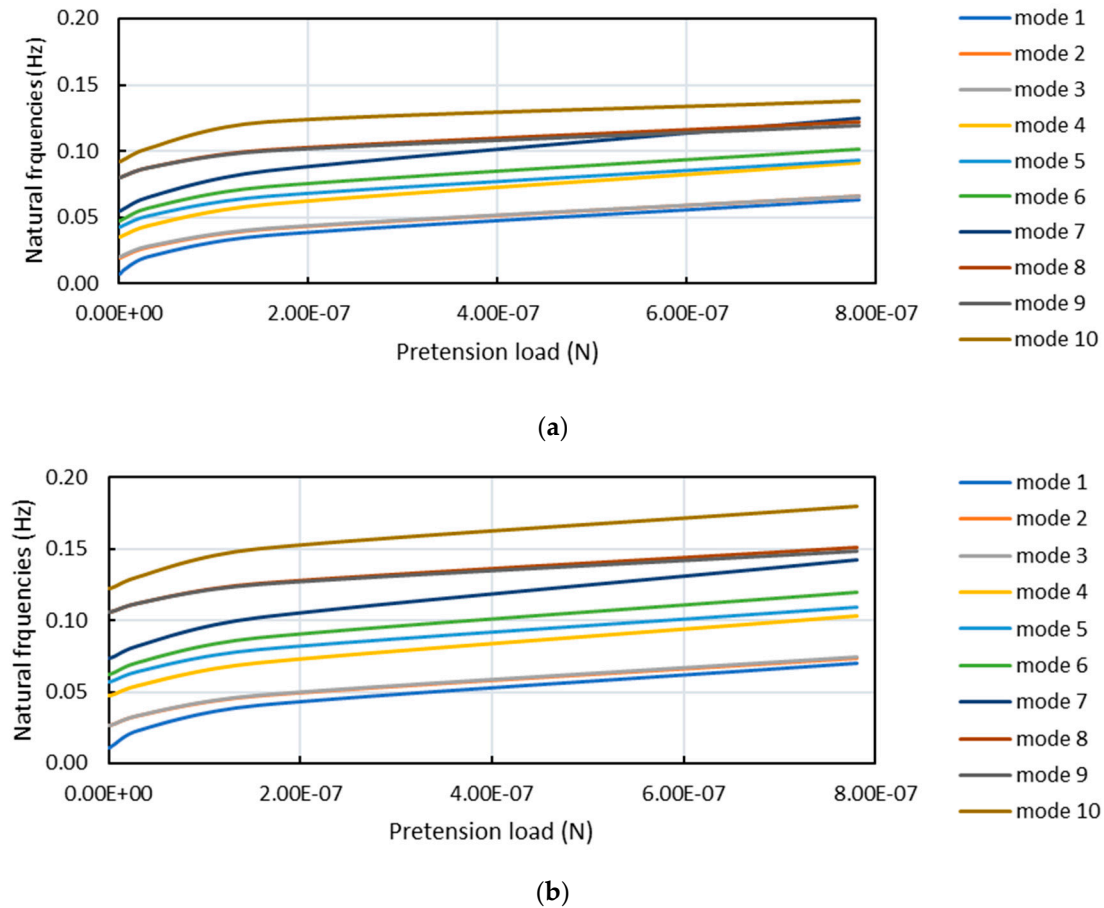 0.20
0.15
0.10
0.05
0.00
Natural frquencies(Hz)
0.00E+00 2.00E-07 4.00E-07 6.00E-07 8.00E-07
Pretension load (N)
mode 1
mode 2
mode 3
mode 4
mode 5
mode 6
mode 7
mode 8
mode 9
mode 10
(a)
0.20
0.15
0.10
0.05
0.00
Natural frquencies (Hz)
0.00E+00 2.00E-07 4.00E-07 6.00E-07 8.00E-07
Pretension load (N)
mode 1
mode 2
mode 3
mode 4
mode 5
mode 6
mode 7
mode 8
mode 9
mode 10
(b)